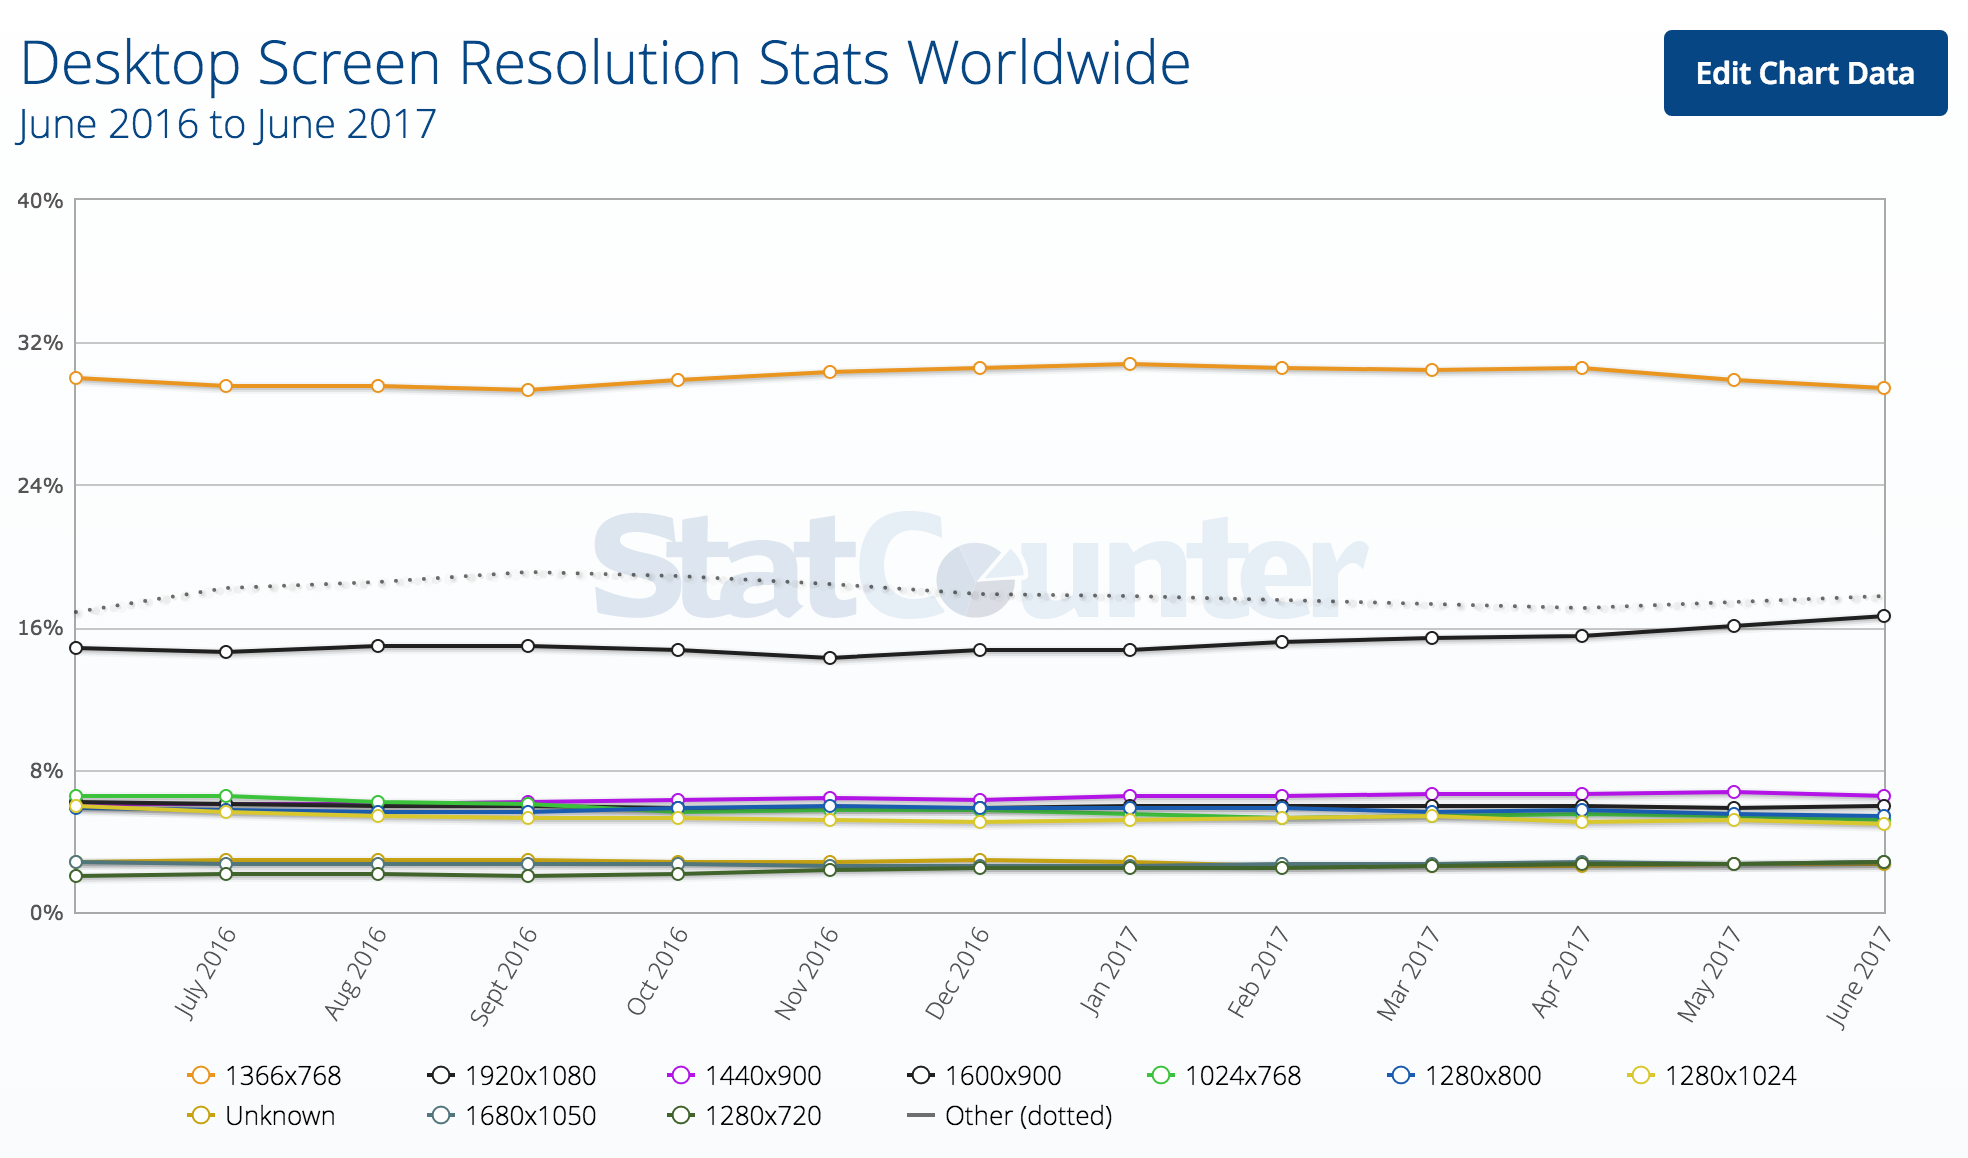 Desktop Screen Resolution Stats Worldwide
Edit Chart Data
June 2016 to June 2017
40%
32%
24%
StatCounter
16%
8%
0%
July 2016 Aug 2016 Sept 2016 Oct 2016 Nov 2016 Dec 2016 Jan 2017 Feb 2017 Mar 2017 Apr 2017 May 2017 June 2017
1366x768 1920x1080 1440x900 1600x900 1024x768 1280x800 1280x1024
Unknown 1680x1050 1280x720 Other (dotted)